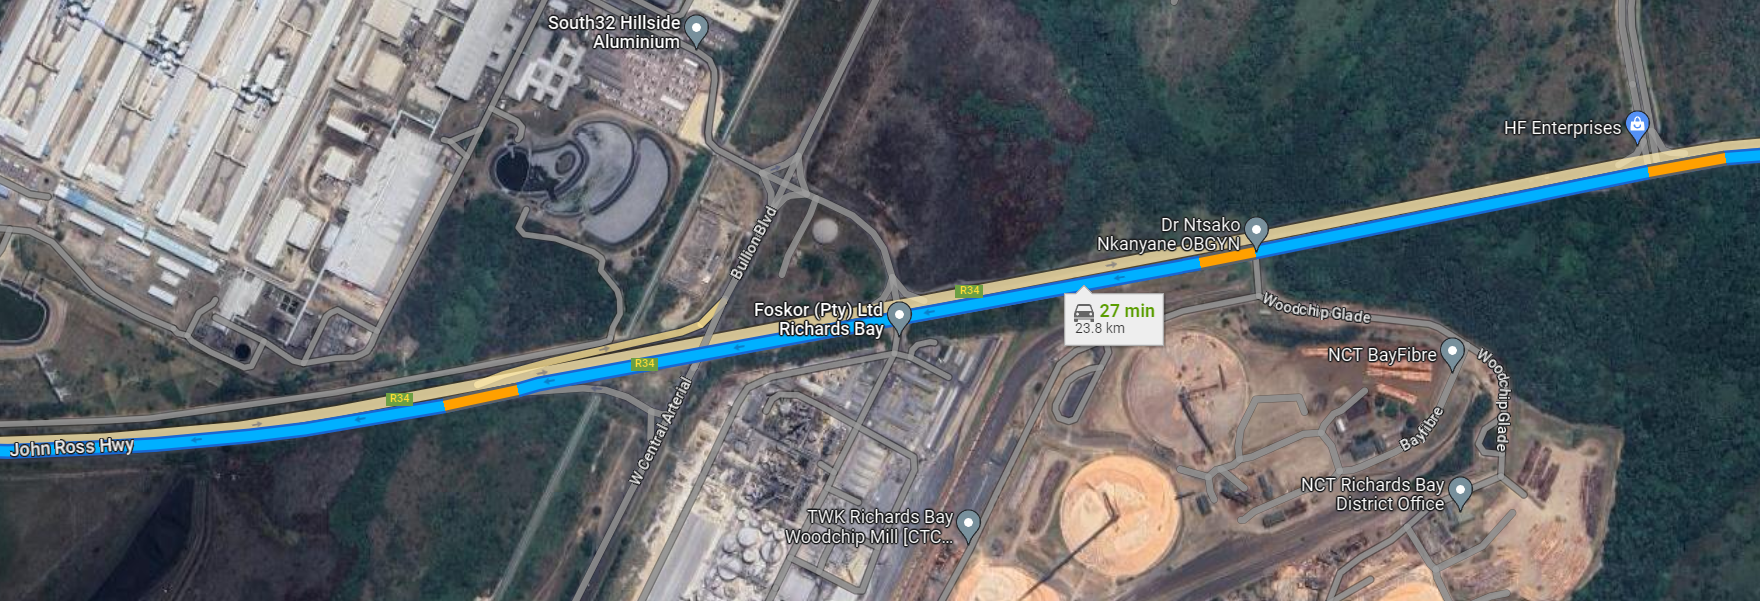 South32 Hillside
Aluminium
HF Enterprises
Dr Ntsako
Nkanyane OBGYN
Bullion Blvd
R34
Foskor (Pty) Ltd
Richards Bay
27 min
23.8 km
Woodchip Glade
NCT BayFibre
R34
R34
W Central Arterial
Woodchip Glade
Bayfibre
John Ross Hwy
NCT Richards Bay
District Office
TWK Richards Bay
Woodchip Mill [CTC...